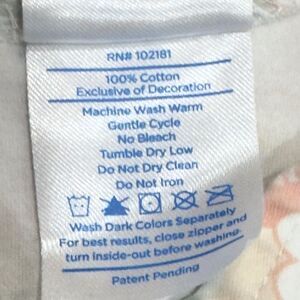 RN# 102181
100% Cotton
Exclusive of Decoration
Machine Wash Warm
Gentle Cycle
No Bleach
Tumble Dry Low
Do Not Dry Clean
Do Not Iron
Wash Dark Colors Separately
For best results, close zipper and
turn inside-out before washing.
Patent Pending